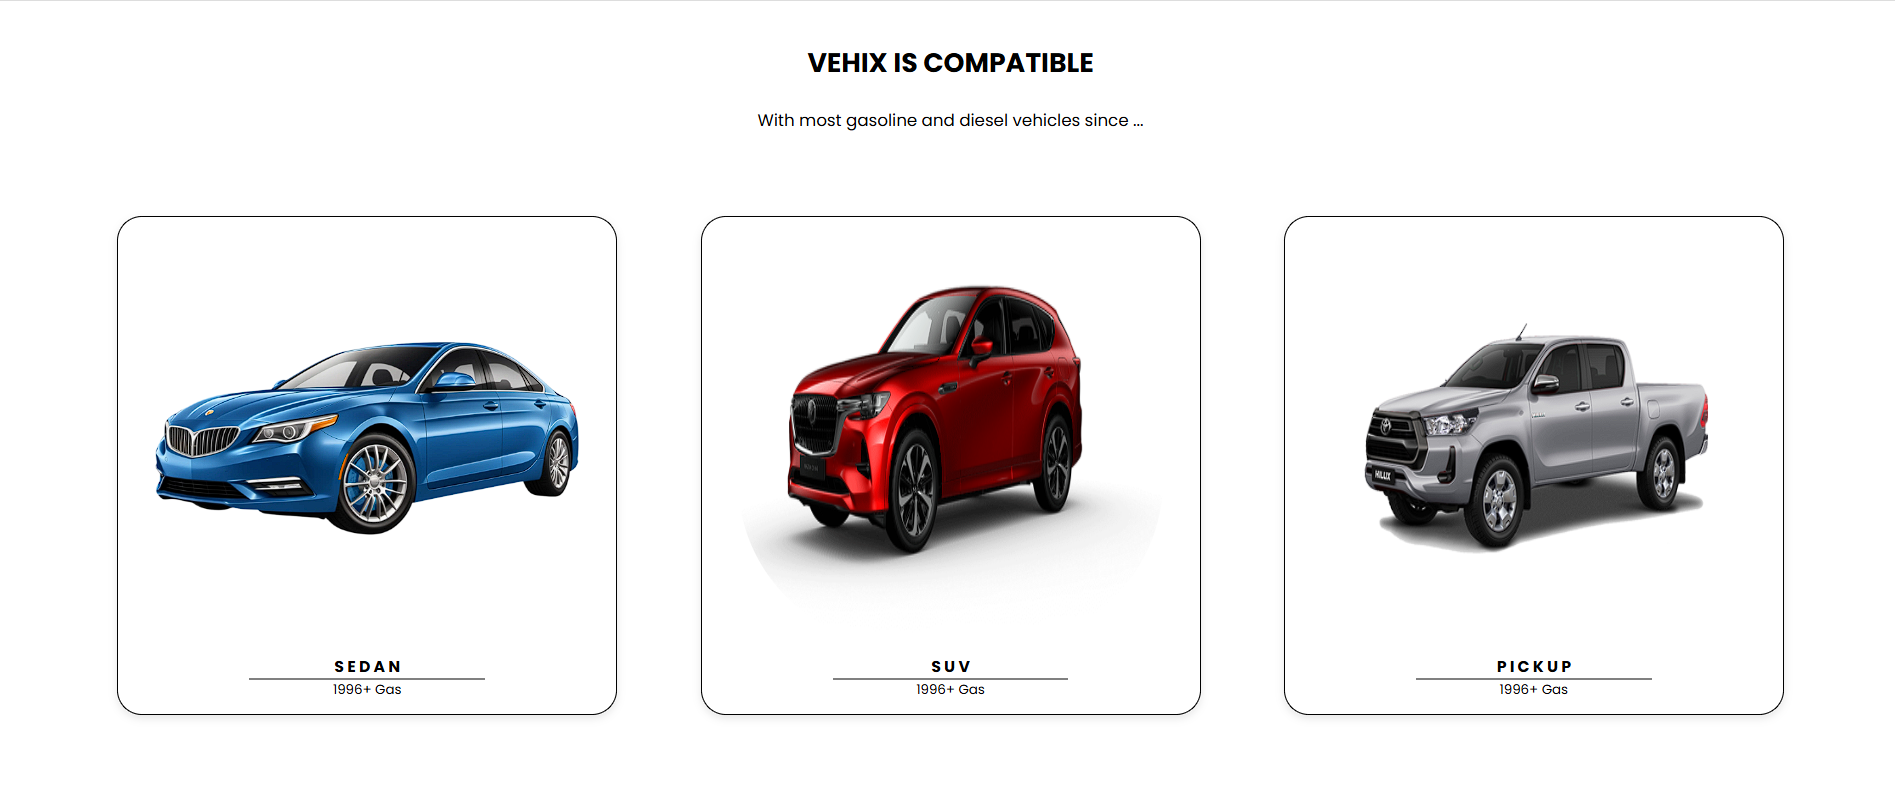 VEHIX IS COMPATIBLE
With most gasoline and diesel vehicles since ...
HILUX
SEDAN
1996+ Gas
SUV
1996+ Gas
PICKUP
1996+ Gas